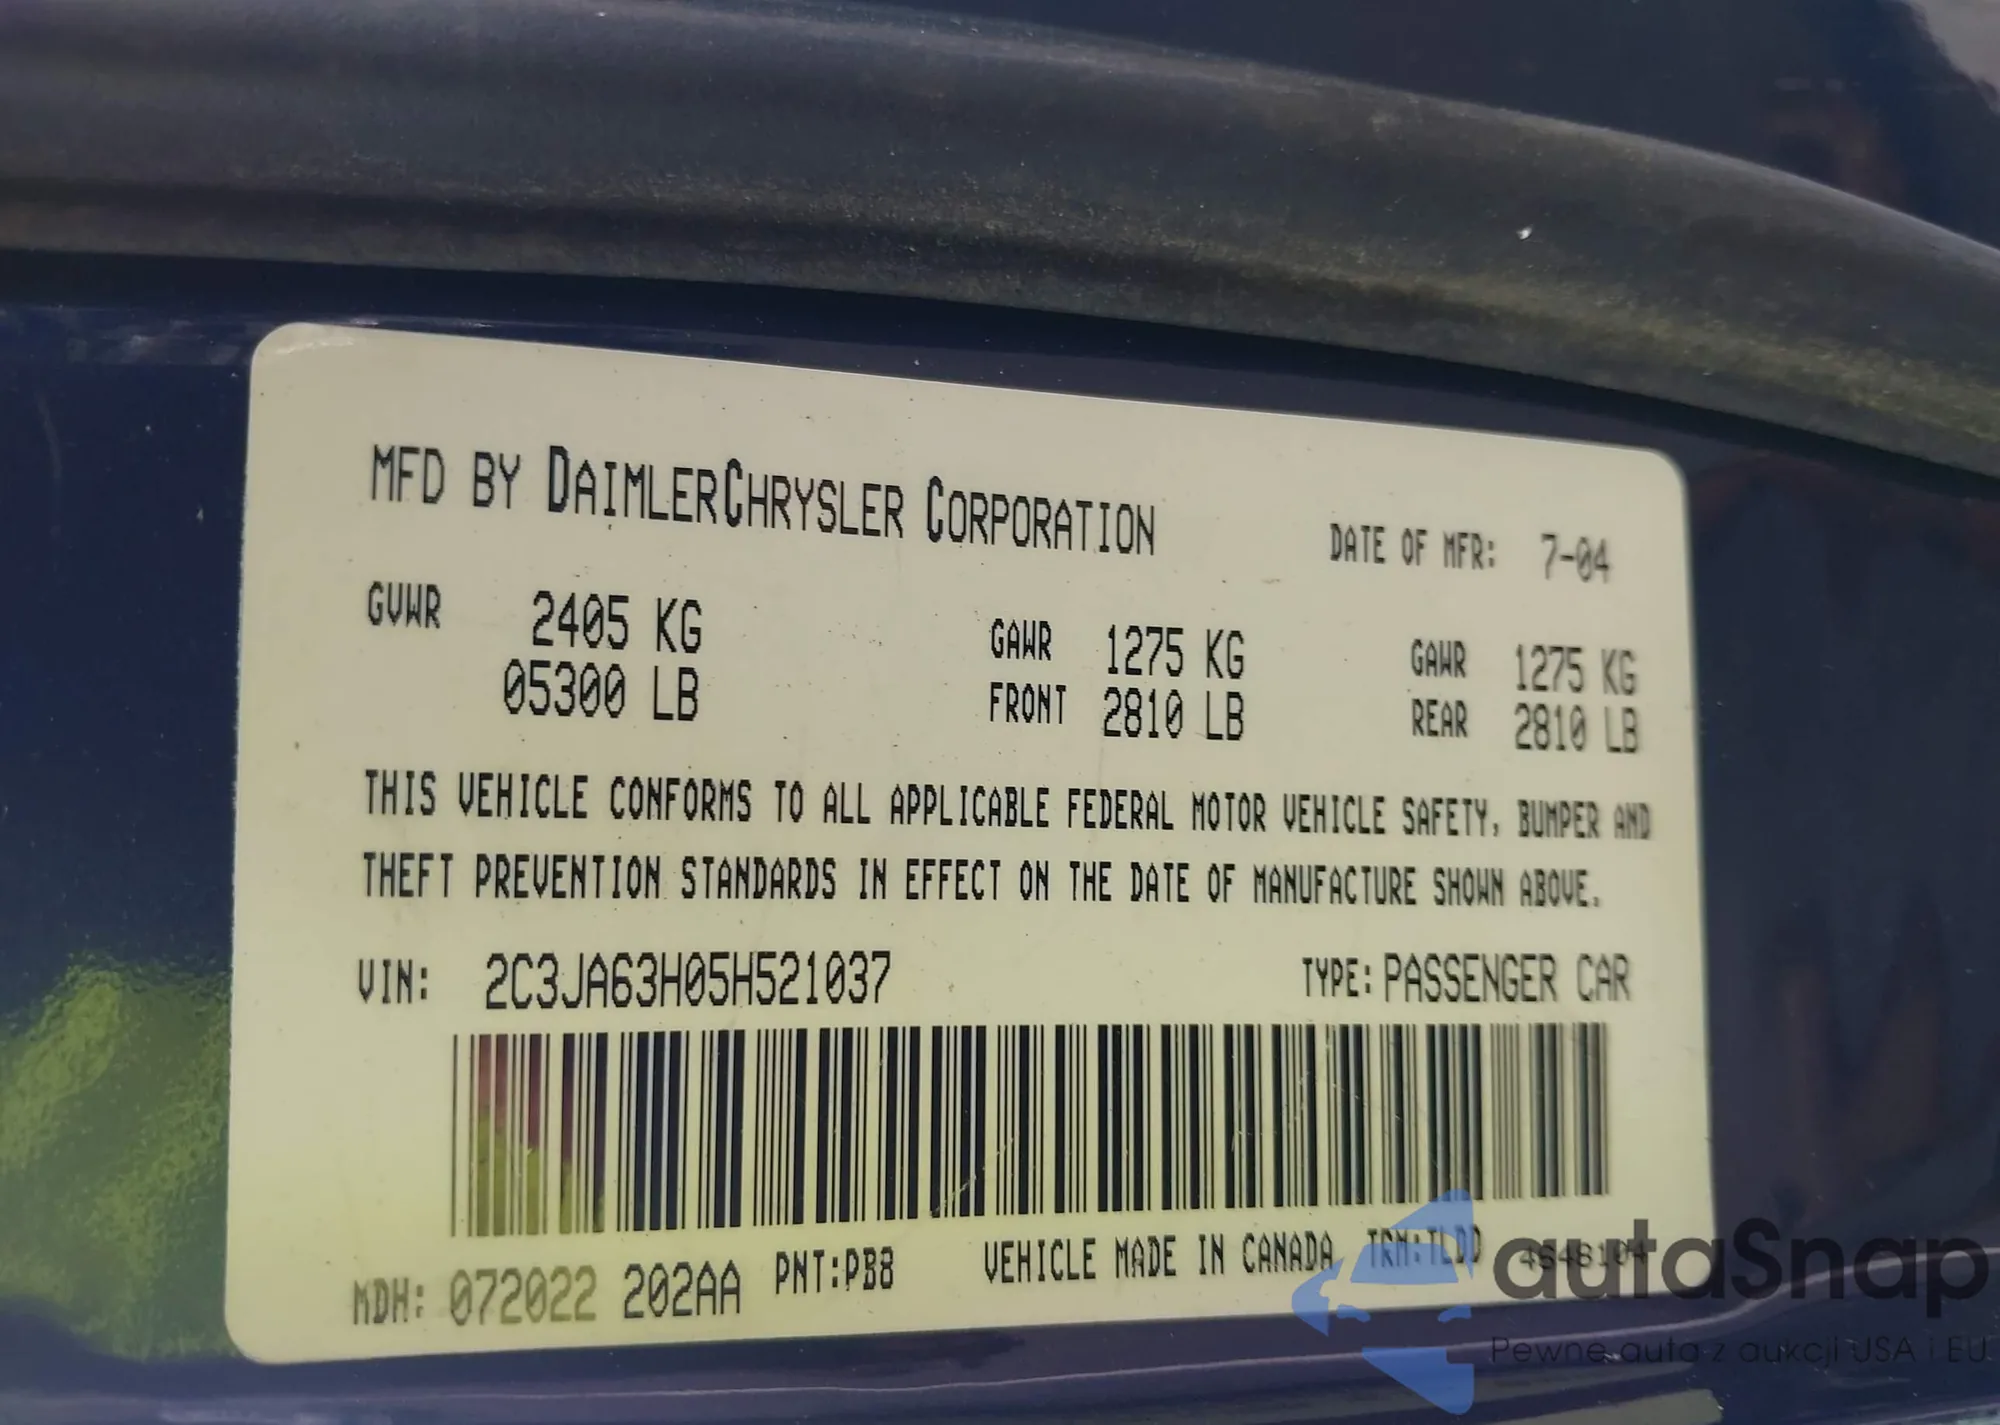 MFD BY DAIMLERCHRYSLER CORPORATION
DATE OF MFR: 7-04
GVWR 2405 KG
05300 LB
GAWR 1275 KG
FRONT 2810 LB
GAWR 1275 KG
REAR 2810 LB
THIS VEHICLE CONFORMS TO ALL APPLICABLE FEDERAL MOTOR VEHICLE SAFETY, BUMPER AND
THEFT PREVENTION STANDARDS IN EFFECT ON THE DATE OF MANUFACTURE SHOWN ABOVE.
VIN: 2C3JA63H05H521037
TYPE: PASSENGER CAR
MDH: 072022 202AA PNT:PB8 VEHICLE MADE IN CANADA TRM:TLDD
autaSnap
Pewne auta z aukcji USA i EU